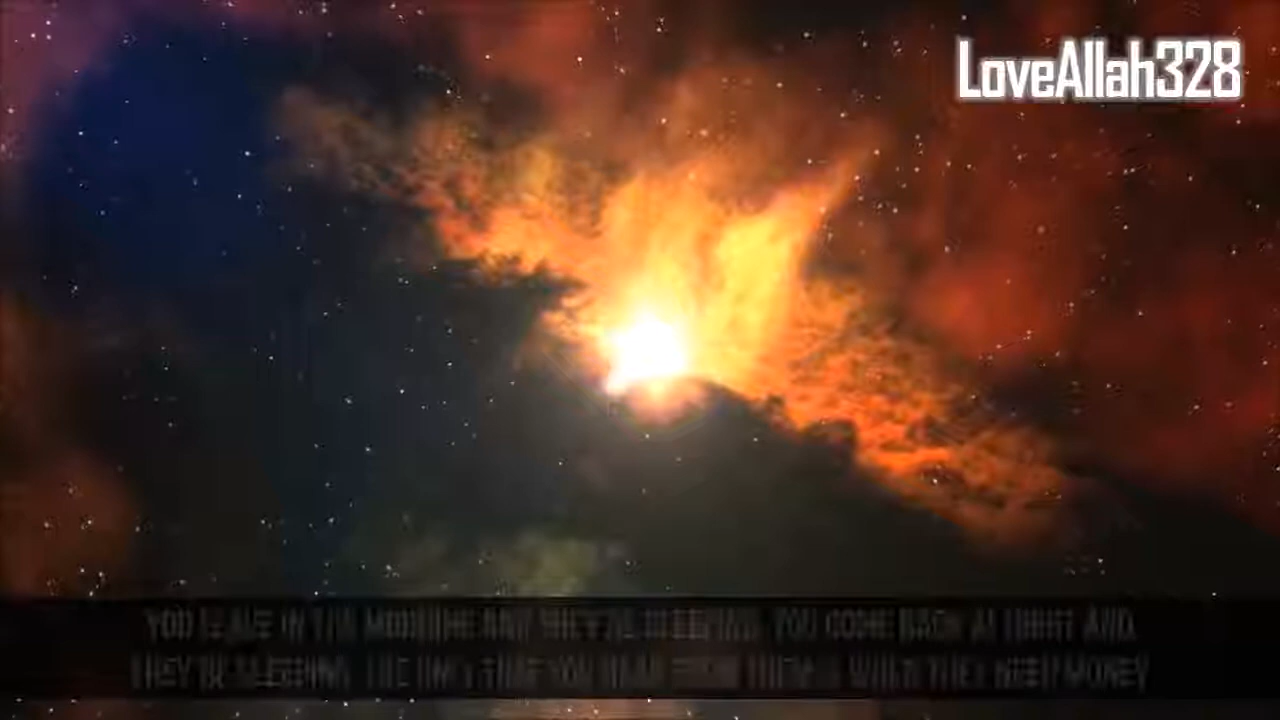 LoveAllah328
YOU LEAVE IN THE MORNING AND THEY'RE SLEEPING, YOU COME BACK AT NIGHT AND
THEY'RE SLEEPING. THE ONLY TIME YOU HEAR FROM THEM IS WHEN THEY NEED MONEY